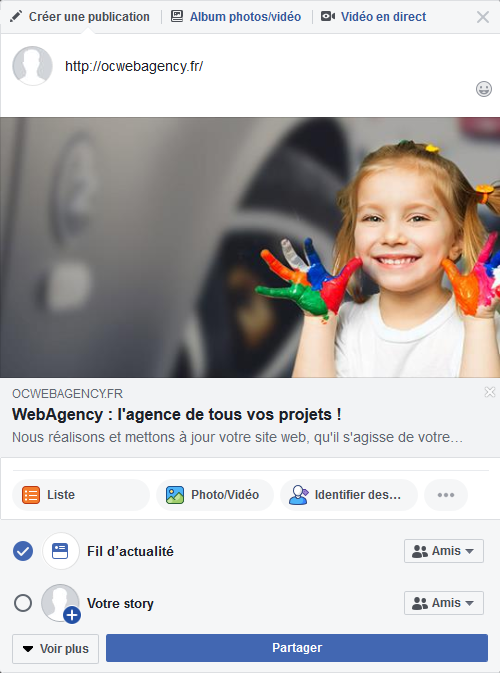 Créer une publication
Album photos/vidéo
Vidéo en direct
http://ocwebagency.fr/
OCWEBAGENCY.FR
WebAgency : l'agence de tous vos projets !
Nous réalisons et mettons à jour votre site web, qu'il s'agisse de votre…
Liste
Photo/Vidéo
Identifier des…
Fil d'actualité
Amis
Votre story
Amis
Voir plus
Partager